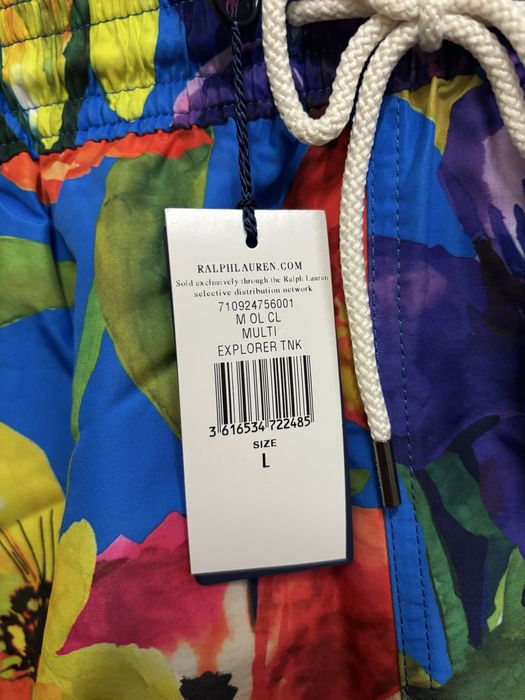 RALPHLAUREN.COM
Sold exclusively through the Ralph Lauren
selective distribution network
710924756001
M OL CL
MULTI
EXPLORER TNK
3 616534 722485
SIZE
L